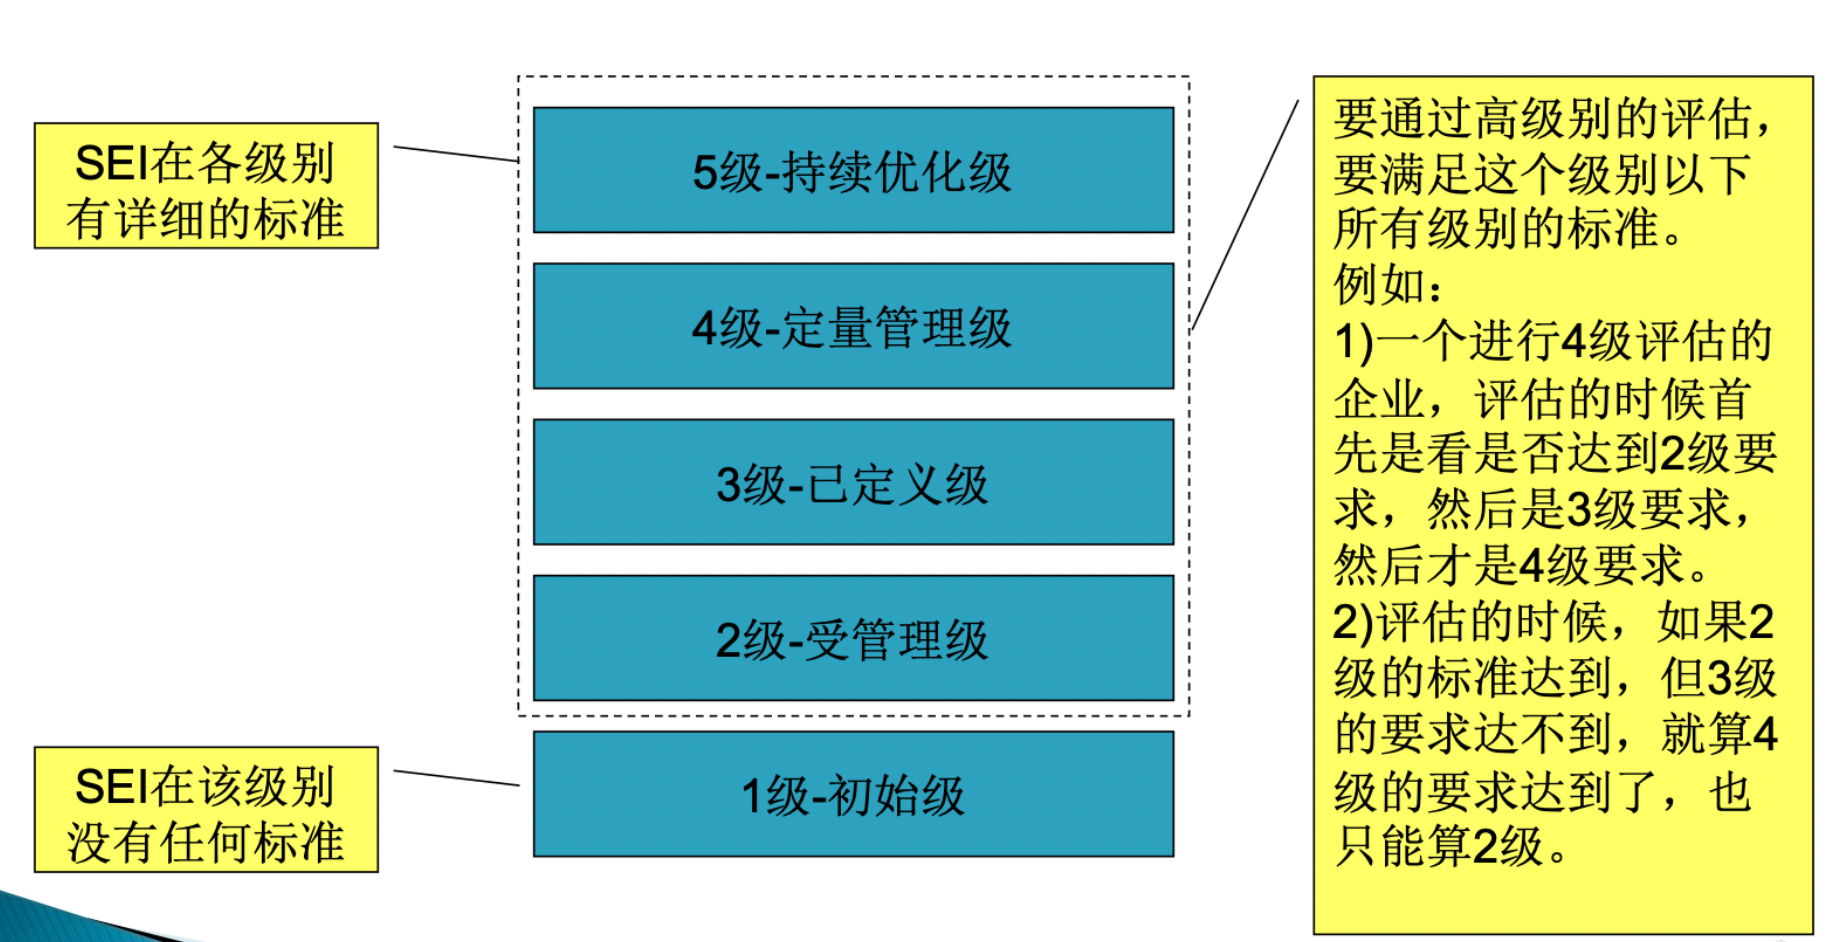 SEI在各级别
有详细的标准
5级-持续优化级
4级-定量管理级
3级-已定义级
2级-受管理级
1级-初始级
SEI在该级别
没有任何标准
要通过高级别的评估，
要满足这个级别以下
所有级别的标准。
例如：
1)一个进行4级评估的
企业，评估的时候首
先是看是否达到2级要
求，然后是3级要求，
然后才是4级要求。
2)评估的时候，如果2
级的标准达到，但3级
的要求达不到，就算4
级的要求达到了，也
只能算2级。